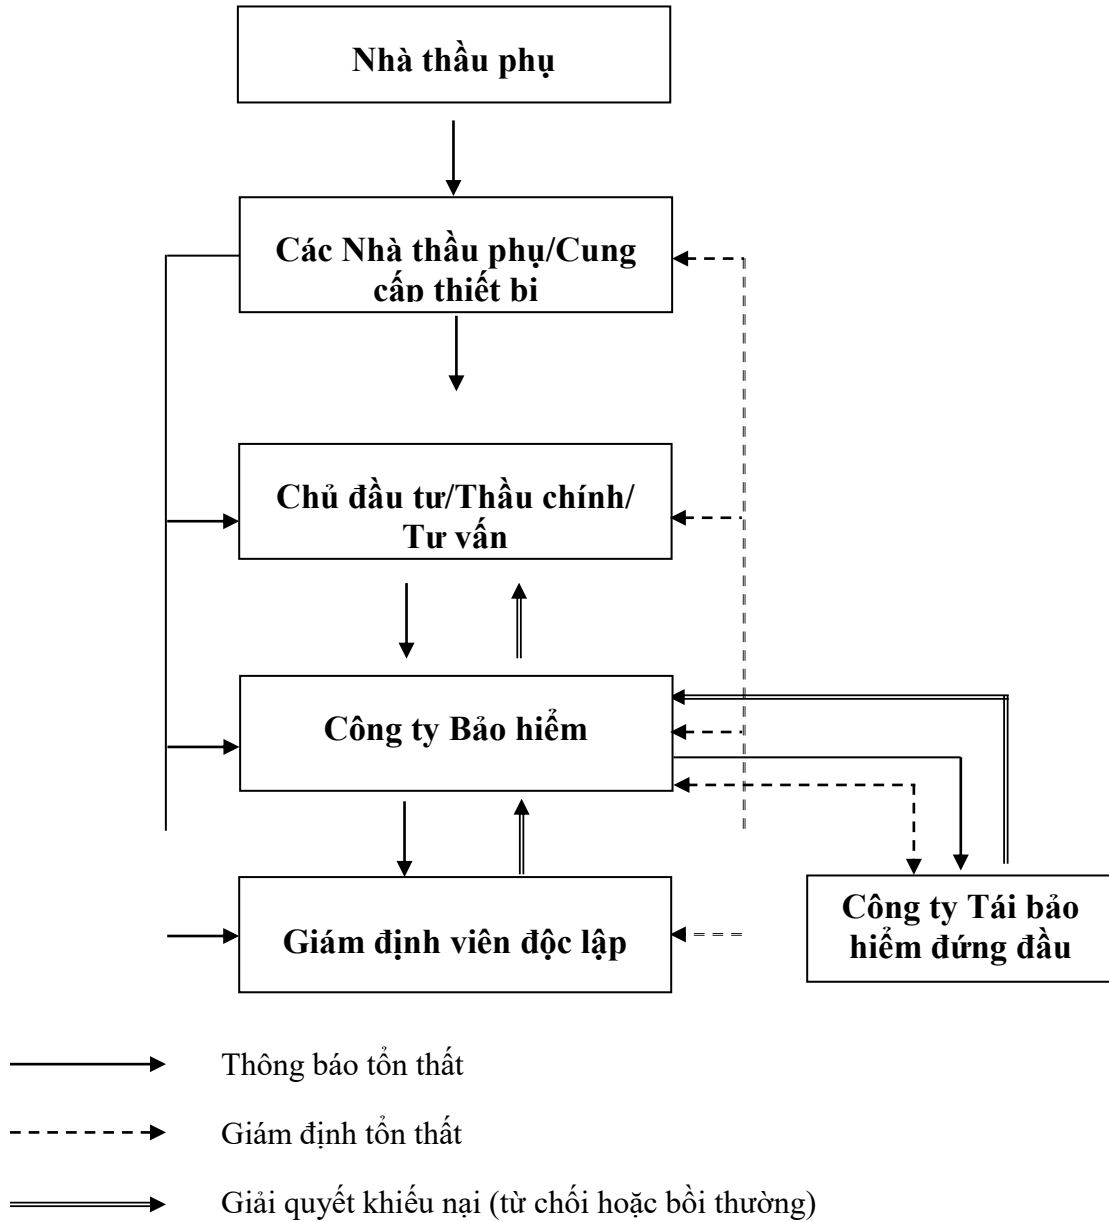 Nhà thầu phụ
Các Nhà thầu phụ/Cung
cấp thiết bi
Chủ đầu tư/Thầu chính/
Tư vấn
Công ty Bảo hiểm
Giám định viên độc lập
Công ty Tái bảo
hiểm đứng đầu
Thông báo tổn thất
Giám định tổn thất
Giải quyết khiếu nại (từ chối hoặc bồi thường)